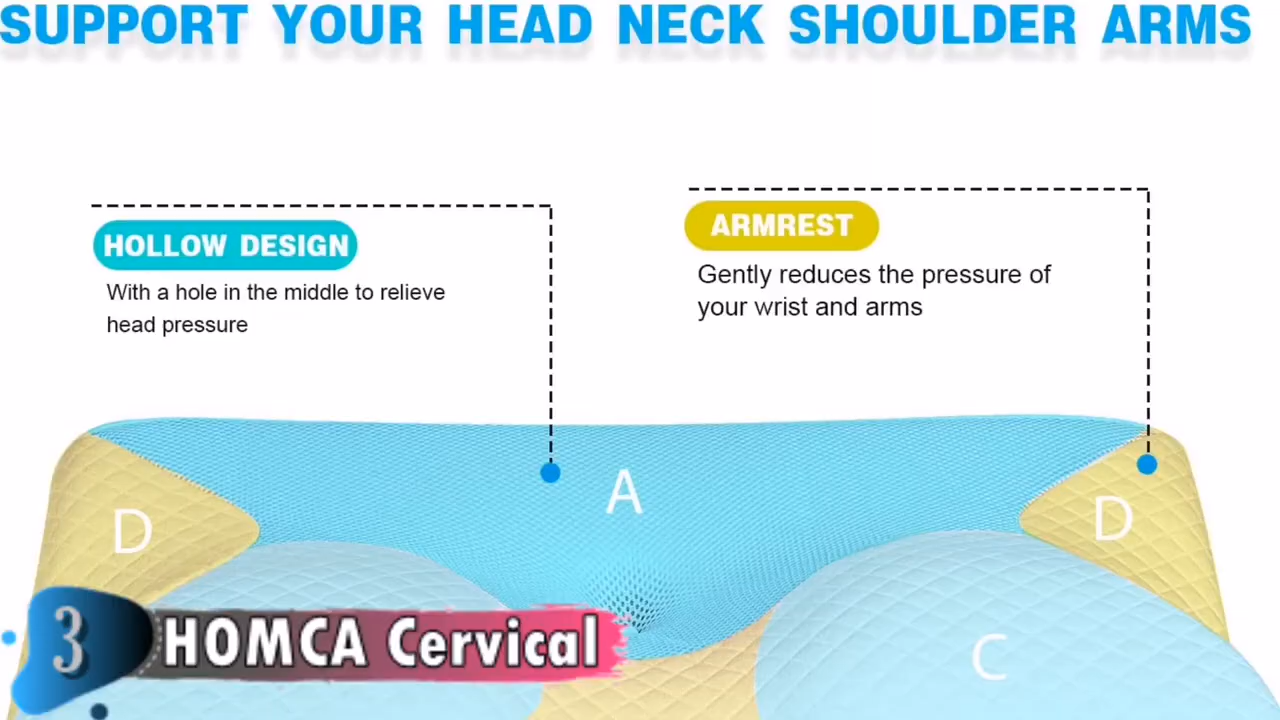 SUPPORT YOUR HEAD NECK SHOULDER ARMS
HOLLOW DESIGN
With a hole in the middle to relieve
head pressure
ARMREST
Gently reduces the pressure of
your wrist and arms
A
D
D
C
3
HOMCA Cervical